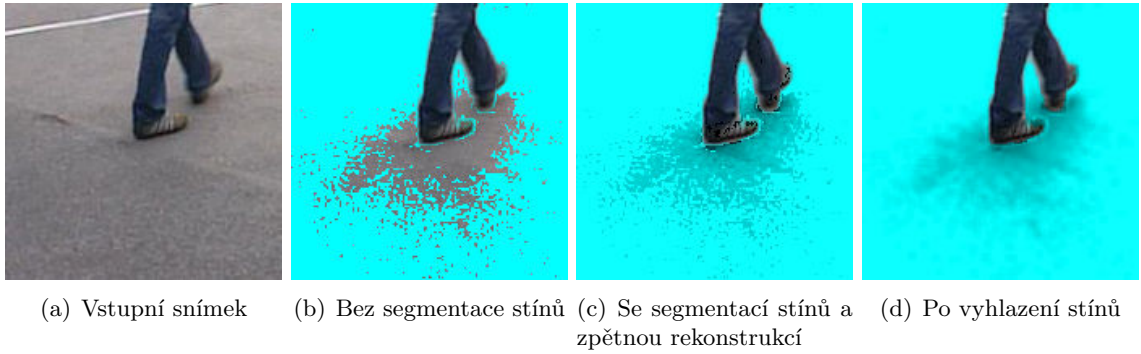 (a) Vstupní snímek
(b) Bez segmentace stínů
(c) Se segmentací stínů a
zpětnou rekonstrukcí
(d) Po vyhlazení stínů